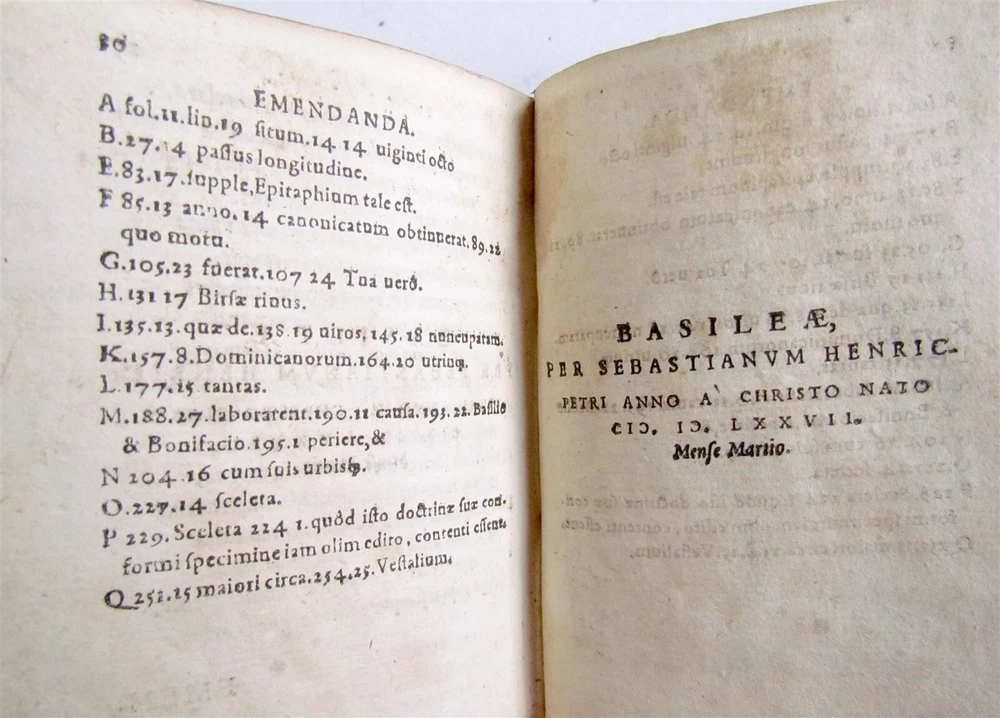 80
EMENDANDA.
A fol.11.lin.19 situm.14 14 uiginti octo
B.27.14 passus longitudine.
E.83.17.supple,Epitaphium tale est.
F 85.13 anno.14 canonicatum obtinuerat.89.22
quo motu.
G.105.23 fuerat.107 24 Tua uerò.
H.131 17 Birsæ rinus.
I.135.13.quæ de.138.19 uiros, 145.18 nuncupatam.
K.157.8.Dominicanorum.164.20 utrinq́.
L.177.15 tantas.
M.188.27.laborarent.190.11 causa.193.22.Basilio
& Bonifacio.195.1 periere,&
N 204.16 cum suis urbisq́.
O.227.14 sceleta.
P 229. Sceleta 224 1.quòd isto doctrinæ suæ con-
formi specimine iam olim edito, contenti essent.
Q 251.15 maiori circa.254.25.Vestalium.
BASILEÆ,
PER SEBASTIANVM HENRIC-
PETRI ANNO À CHRISTO NATO
CIↃ. IↃ. LXXVII.
Mense Martio.